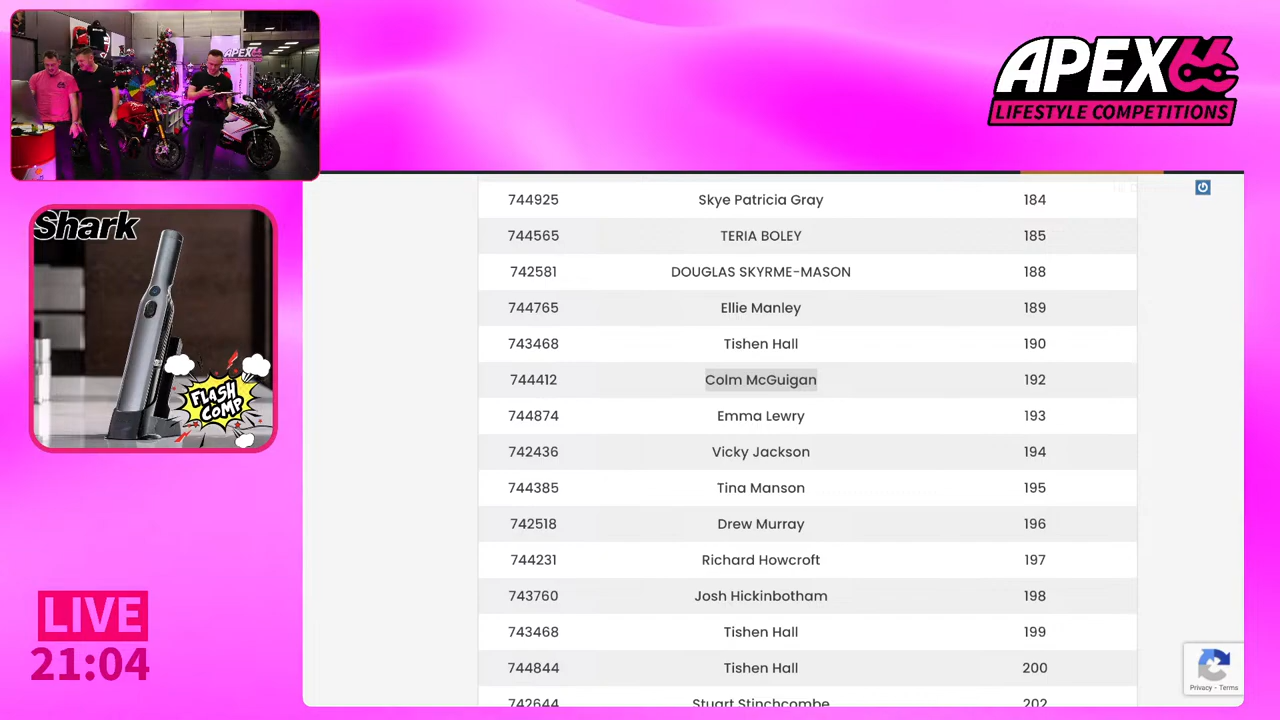 APEX66
LIFESTYLE COMPETITIONS
Shark
FLASH
COMP
LIVE
21:04
744925 Skye Patricia Gray 184
744565 TERIA BOLEY 185
742581 DOUGLAS SKYRME-MASON 188
744765 Ellie Manley 189
743468 Tishen Hall 190
744412 Colm McGuigan 192
744874 Emma Lewry 193
742436 Vicky Jackson 194
744385 Tina Manson 195
742518 Drew Murray 196
744231 Richard Howcroft 197
743760 Josh Hickinbotham 198
743468 Tishen Hall 199
744844 Tishen Hall 200
742644 Stuart Stinchcombe 202
Privacy - Terms